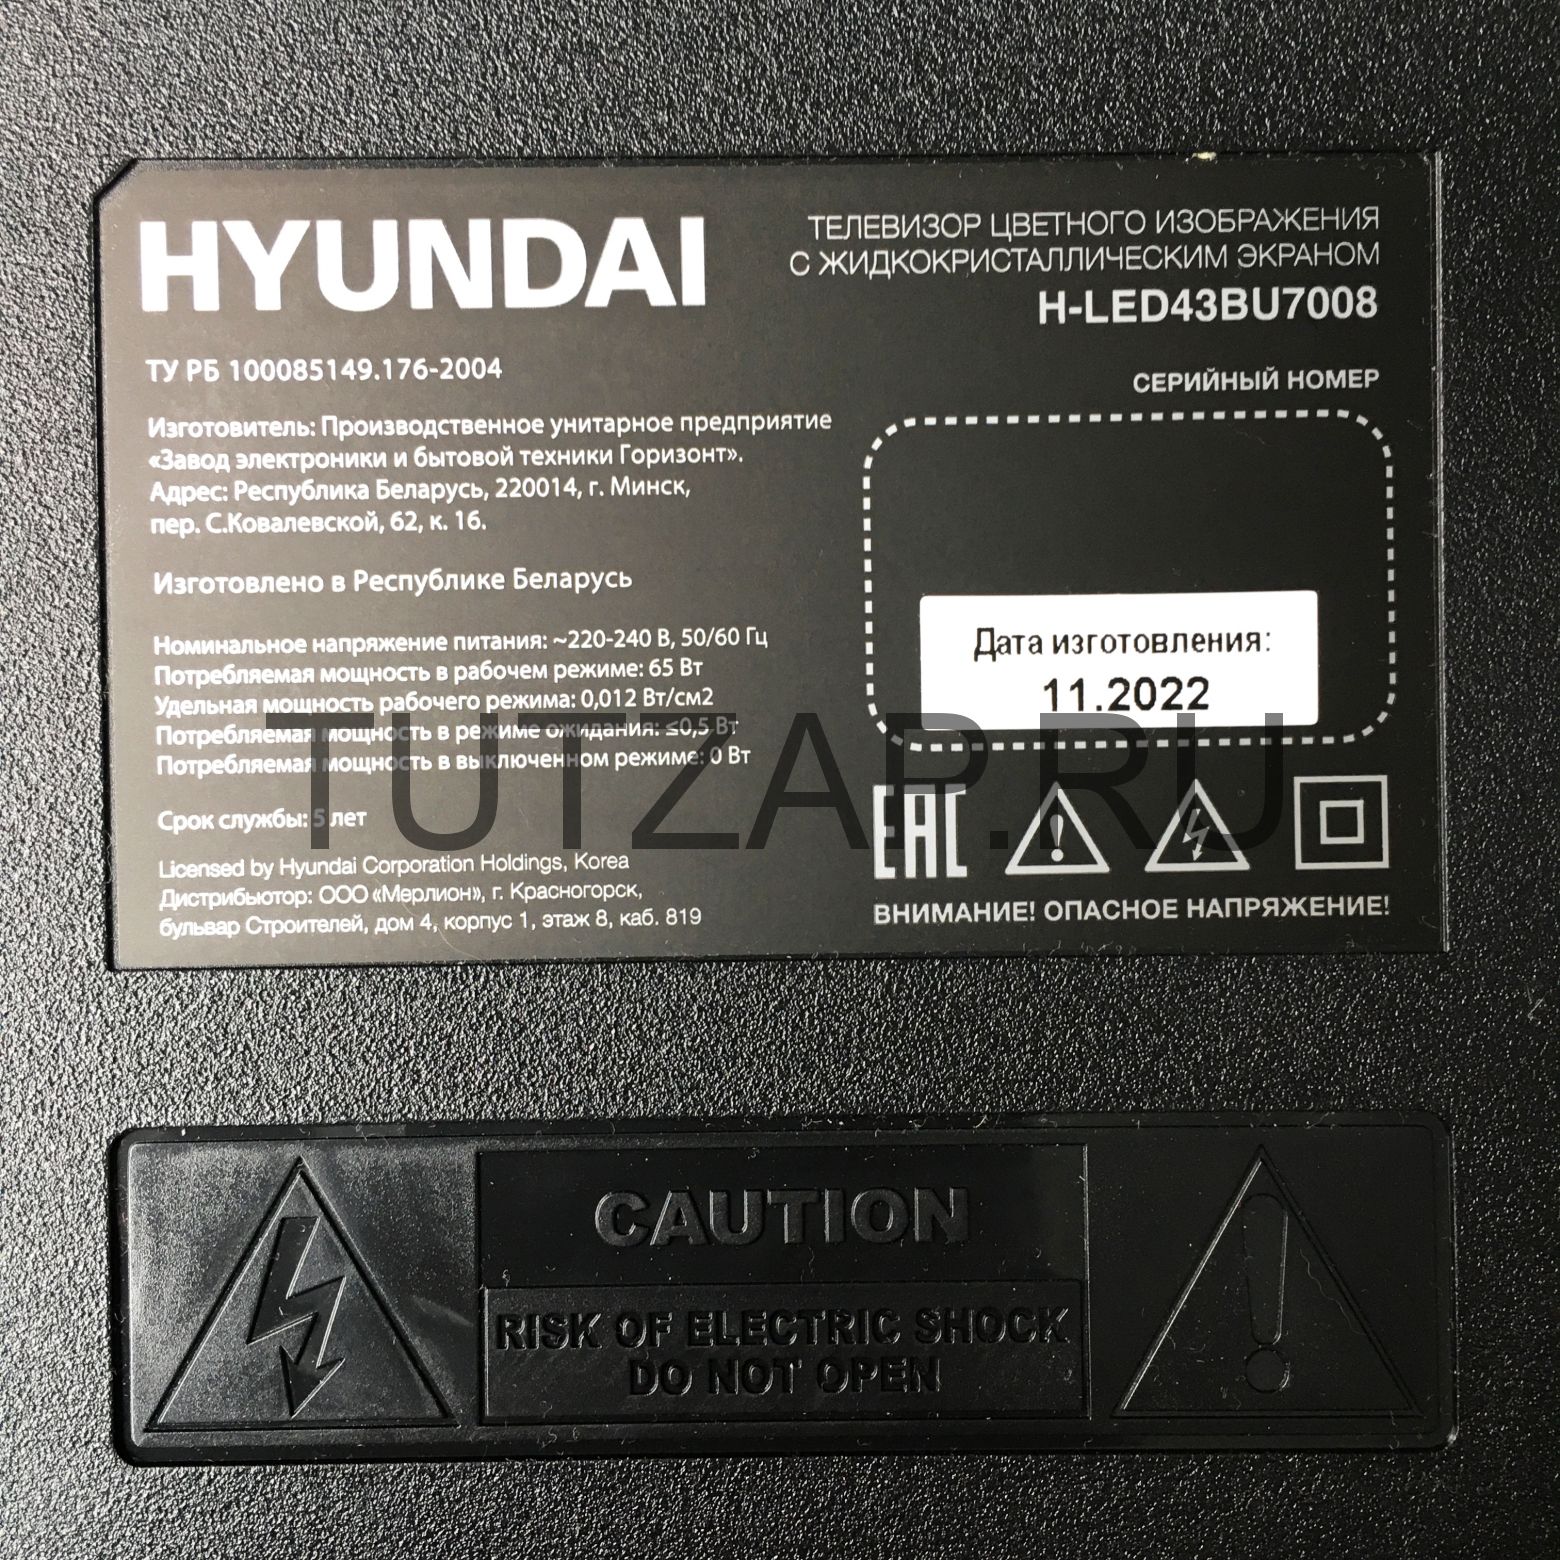 HYUNDAI
ТЕЛЕВИЗОР ЦВЕТНОГО ИЗОБРАЖЕНИЯ
С ЖИДКОКРИСТАЛЛИЧЕСКИМ ЭКРАНОМ
H-LED43BU7008
ТУ РБ 100085149.176-2004
Изготовитель: Производственное унитарное предприятие
«Завод электроники и бытовой техники Горизонт».
Адрес: Республика Беларусь, 220014, г. Минск,
пер. С.Ковалевской, 62, к. 16.
Изготовлено в Республике Беларусь
Номинальное напряжение питания: ~220-240 В, 50/60 Гц
Потребляемая мощность в рабочем режиме: 65 Вт
Удельная мощность рабочего режима: 0,012 Вт/см2
Потребляемая мощность в режиме ожидания: ≤0,5 Вт
Потребляемая мощность в выключенном режиме: 0 Вт
Срок службы: 5 лет
Licensed by Hyundai Corporation Holdings, Korea
Дистрибьютор: ООО «Мерлион», г. Красногорск,
бульвар Строителей, дом 4, корпус 1, этаж 8, каб. 819
СЕРИЙНЫЙ НОМЕР
Дата изготовления:
11.2022
EAC
ВНИМАНИЕ! ОПАСНОЕ НАПРЯЖЕНИЕ!
TUTZAP.RU
CAUTION
RISK OF ELECTRIC SHOCK
DO NOT OPEN